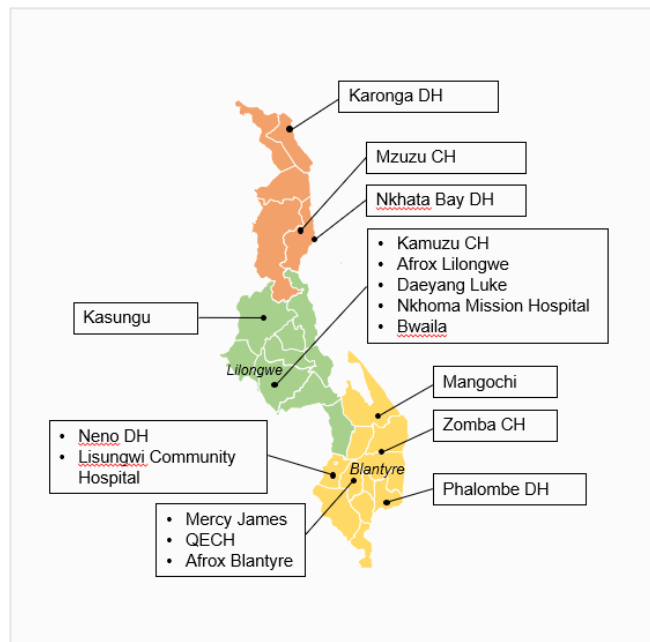 Karonga DH
Mzuzu CH
Nkhata Bay DH
• Kamuzu CH
• Afrox Lilongwe
• Daeyang Luke
• Nkhoma Mission Hospital
• Bwaila
Kasungu
Lilongwe
Mangochi
Zomba CH
• Neno DH
• Lisungwi Community
Hospital
Blantyre
Phalombe DH
• Mercy James
• QECH
• Afrox Blantyre